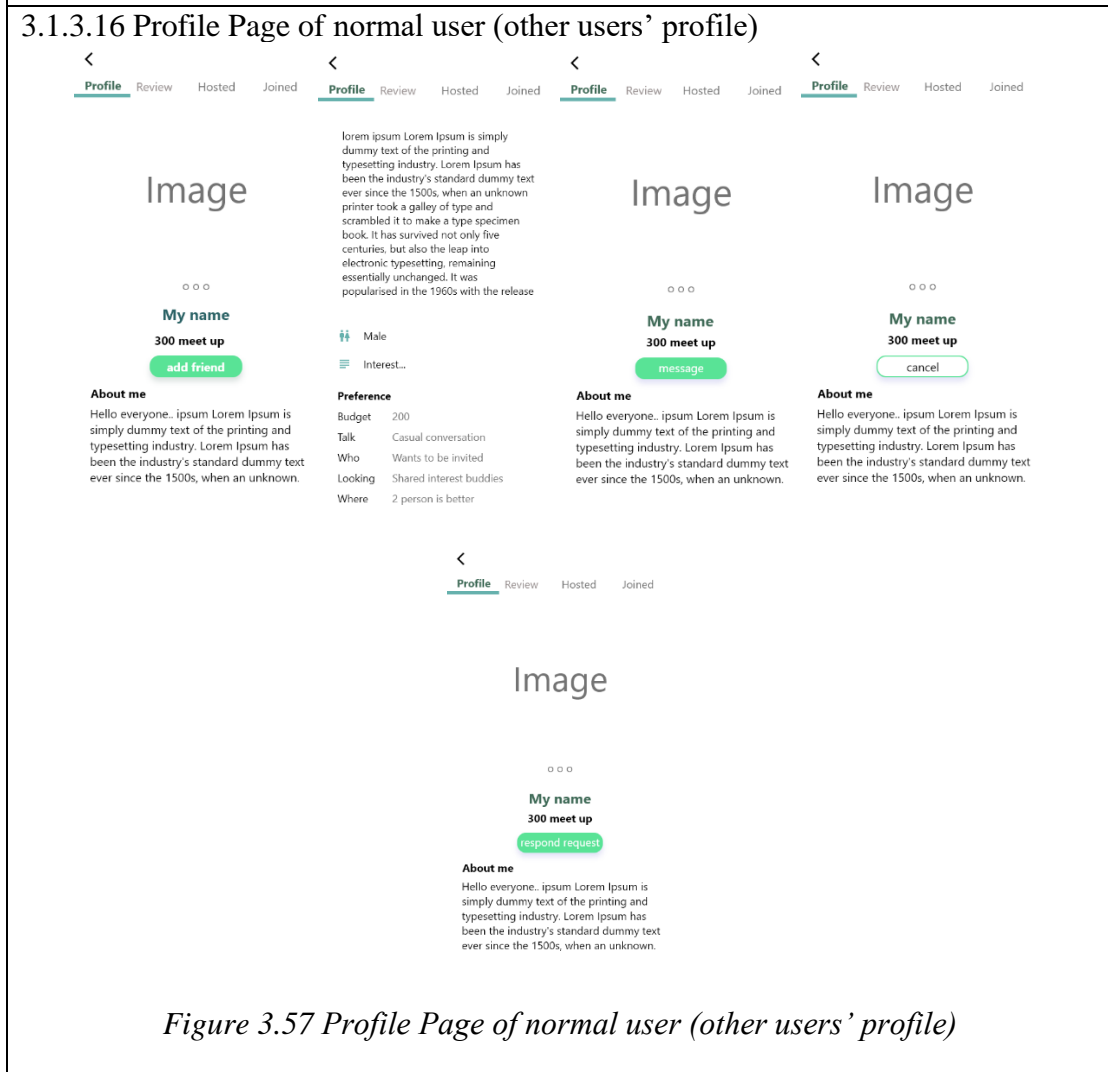 3.1.3.16 Profile Page of normal user (other users’ profile)
Profile Review Hosted Joined
Image
My name
300 meet up
add friend
About me
Hello everyone.. ipsum Lorem Ipsum is
simply dummy text of the printing and
typesetting industry. Lorem Ipsum has
been the industry's standard dummy text
ever since the 1500s, when an unknown.
Profile Review Hosted Joined
lorem ipsum Lorem Ipsum is simply
dummy text of the printing and
typesetting industry. Lorem Ipsum has
been the industry's standard dummy text
ever since the 1500s, when an unknown
printer took a galley of type and
scrambled it to make a type specimen
book. It has survived not only five
centuries, but also the leap into
electronic typesetting, remaining
essentially unchanged. It was
popularised in the 1960s with the release
Male
Interest...
Preference
Budget 200
Talk Casual conversation
Who Wants to be invited
Looking Shared interest buddies
Where 2 person is better
Profile Review Hosted Joined
Image
My name
300 meet up
message
About me
Hello everyone.. ipsum Lorem Ipsum is
simply dummy text of the printing and
typesetting industry. Lorem Ipsum has
been the industry's standard dummy text
ever since the 1500s, when an unknown.
Profile Review Hosted Joined
Image
My name
300 meet up
cancel
About me
Hello everyone.. ipsum Lorem Ipsum is
simply dummy text of the printing and
typesetting industry. Lorem Ipsum has
been the industry's standard dummy text
ever since the 1500s, when an unknown.
Profile Review Hosted Joined
Image
My name
300 meet up
respond request
About me
Hello everyone.. ipsum Lorem Ipsum is
simply dummy text of the printing and
typesetting industry. Lorem Ipsum has
been the industry's standard dummy text
ever since the 1500s, when an unknown.
Figure 3.57 Profile Page of normal user (other users’ profile)